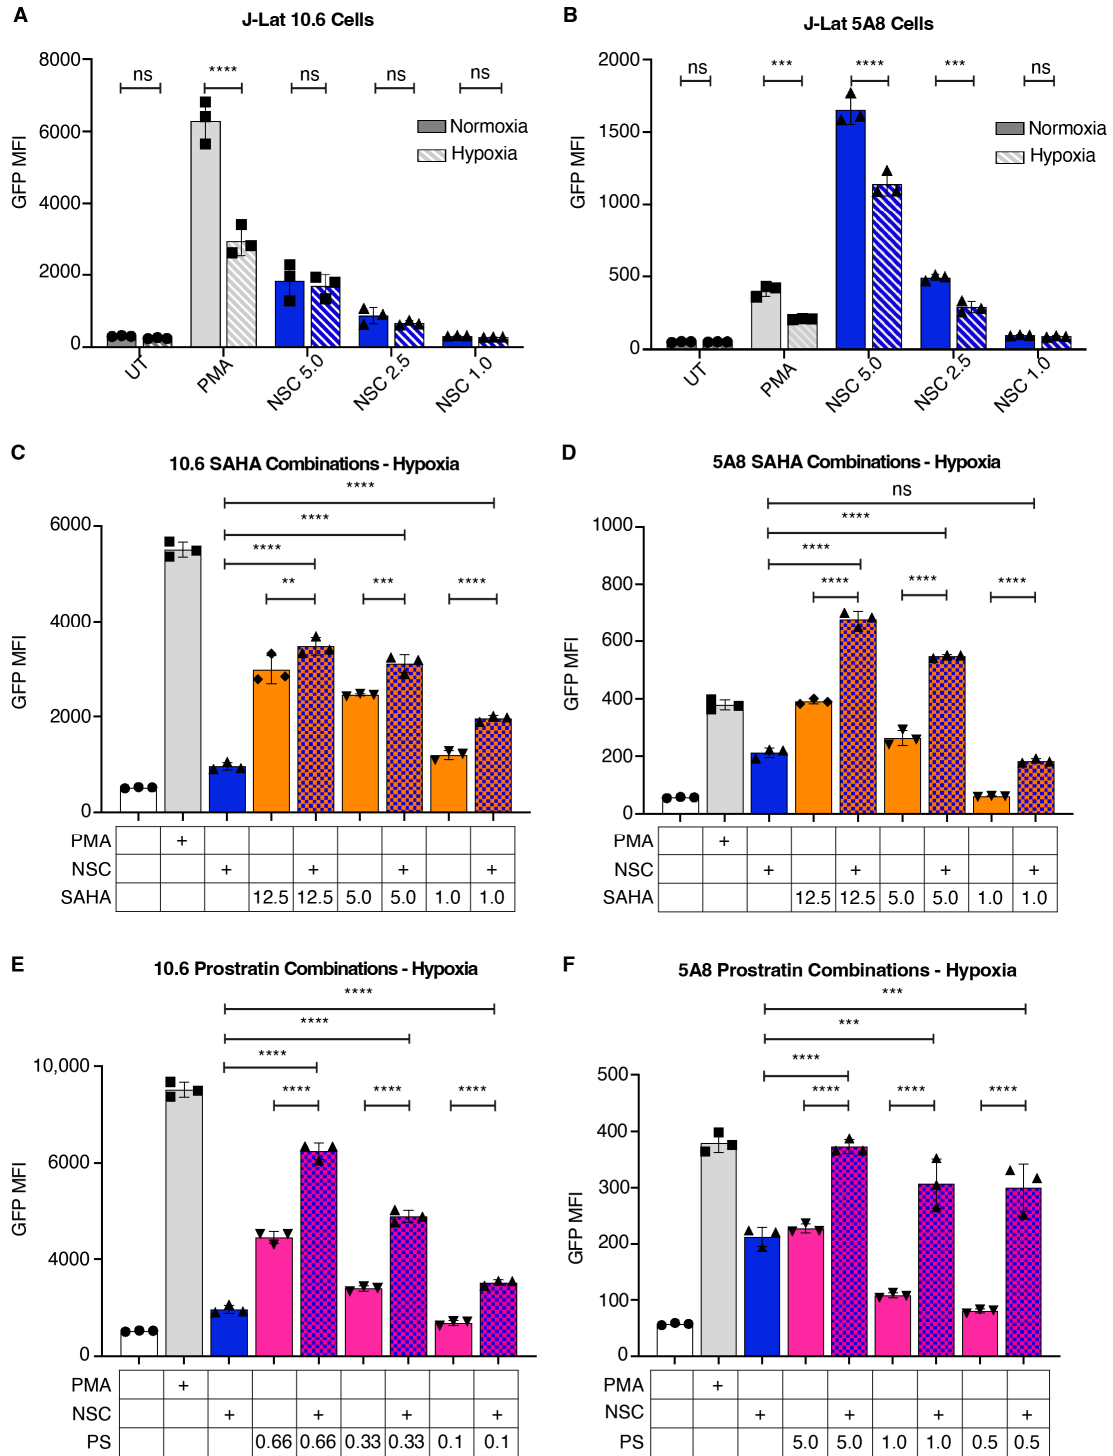 A
J-Lat 10.6 Cells
8000
6000
4000
2000
0
GFP MFI
ns
****
ns
ns
ns
Normoxia
Hypoxia
UT
PMA
NSC 5.0
NSC 2.5
NSC 1.0
B
J-Lat 5A8 Cells
2000
1500
1000
500
0
GFP MFI
ns
***
****
***
ns
Normoxia
Hypoxia
UT
PMA
NSC 5.0
NSC 2.5
NSC 1.0
C
10.6 SAHA Combinations - Hypoxia
****
****
****
**
***
****
6000
4000
2000
0
GFP MFI
PMA +
NSC + + + +
SAHA 12.5 12.5 5.0 5.0 1.0 1.0
D
5A8 SAHA Combinations - Hypoxia
ns
****
****
****
****
****
1000
800
600
400
200
0
GFP MFI
PMA +
NSC + + + +
SAHA 12.5 12.5 5.0 5.0 1.0 1.0
E
10.6 Prostratin Combinations - Hypoxia
****
****
****
****
****
****
10,000
6000
4000
0
GFP MFI
PMA +
NSC + + + +
PS 0.66 0.66 0.33 0.33 0.1 0.1
F
5A8 Prostratin Combinations - Hypoxia
***
***
****
****
****
****
500
400
300
200
100
0
GFP MFI
PMA +
NSC + + + +
PS 5.0 5.0 1.0 1.0 0.5 0.5